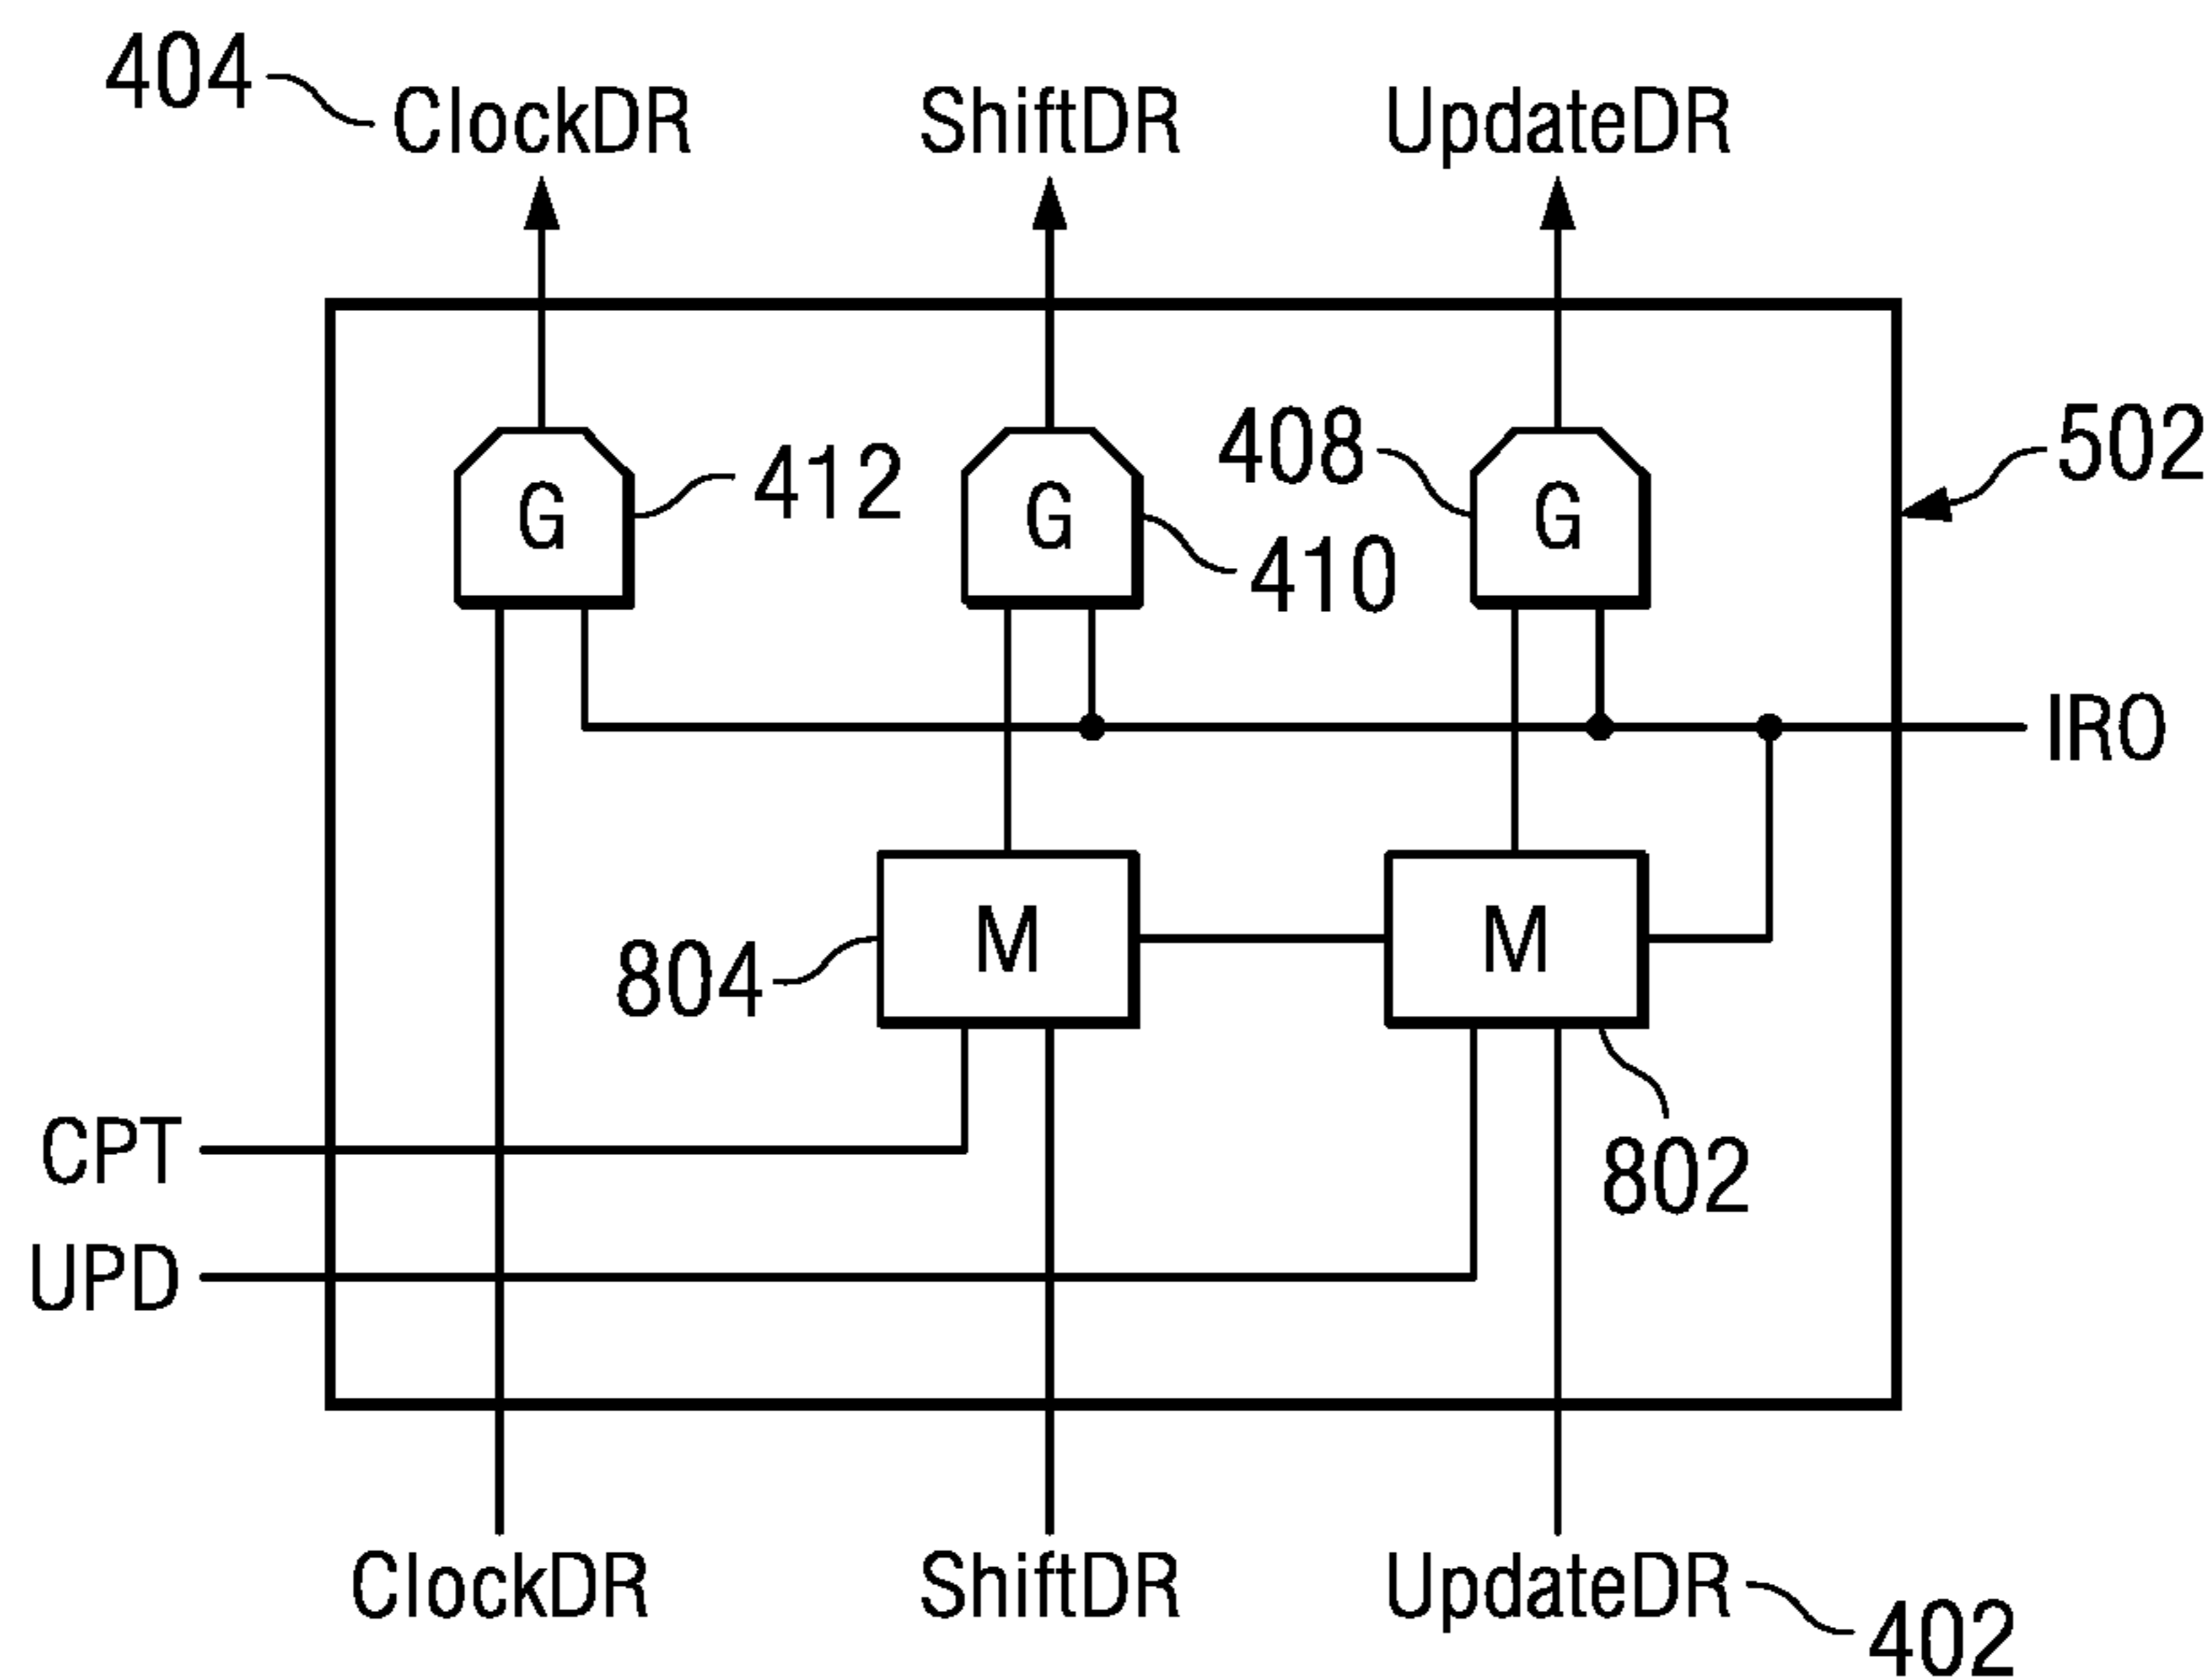 404
ClockDR
ShiftDR
UpdateDR
G
412
G
410
408
G
502
IRO
804
M
M
802
CPT
UPD
ClockDR
ShiftDR
UpdateDR
402